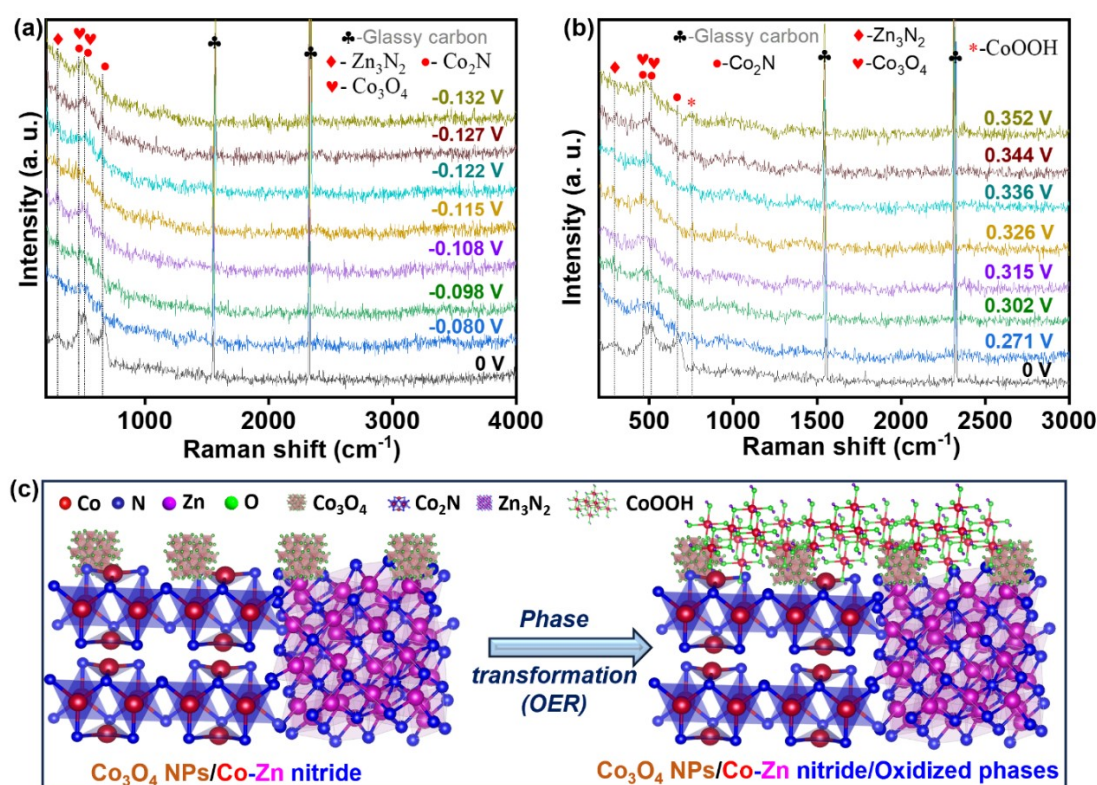 (a)
♣-Glassy carbon
♦- Zn₃N₂ ●- Co₂N
♥- Co₃O₄
-0.132 V
-0.127 V
-0.122 V
-0.115 V
-0.108 V
-0.098 V
-0.080 V
0 V
Intensity (a. u.)
1000 2000 3000 4000
Raman shift (cm⁻¹)
(b)
♣-Glassy carbon ♦-Zn₃N₂
●-Co₂N ♥-Co₃O₄ *-CoOOH
0.352 V
0.344 V
0.336 V
0.326 V
0.315 V
0.302 V
0.271 V
0 V
Intensity (a. u.)
500 1000 1500 2000 2500 3000
Raman shift (cm⁻¹)
(c)
Co N Zn O Co₃O₄ Co₂N Zn₃N₂ CoOOH
Phase
transformation
(OER)
Co₃O₄ NPs/Co-Zn nitride
Co₃O₄ NPs/Co-Zn nitride/Oxidized phases